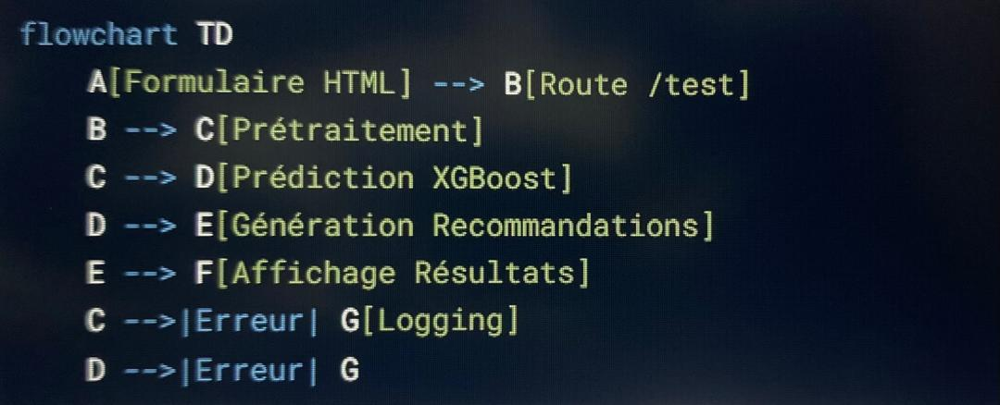 flowchart TD
A[Formulaire HTML] --> B[Route /test]
B --> C[Prétraitement]
C --> D[Prédiction XGBoost]
D --> E[Génération Recommandations]
E --> F[Affichage Résultats]
C -->|Erreur| G[Logging]
D -->|Erreur| G